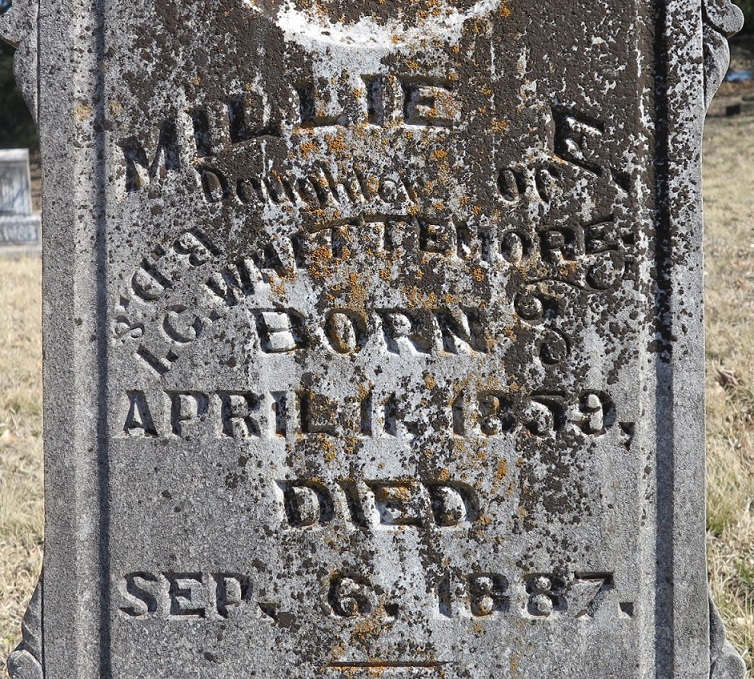 MILLIE
Daughter of
I.C. WHITTEMORE
BORN
APRIL 11, 1859,
DIED
SEP. 6, 1887.